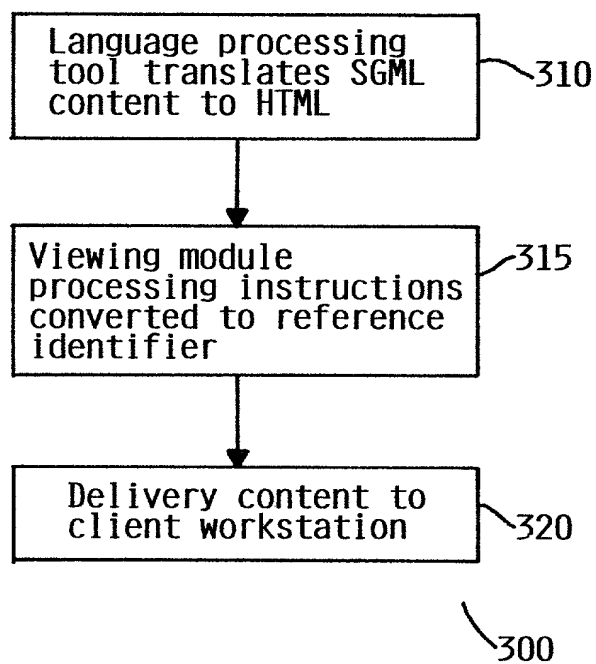 Language processing
tool translates SGML
content to HTML
310
Viewing module
processing instructions
converted to reference
identifier
315
Delivery content to
client workstation
320
300